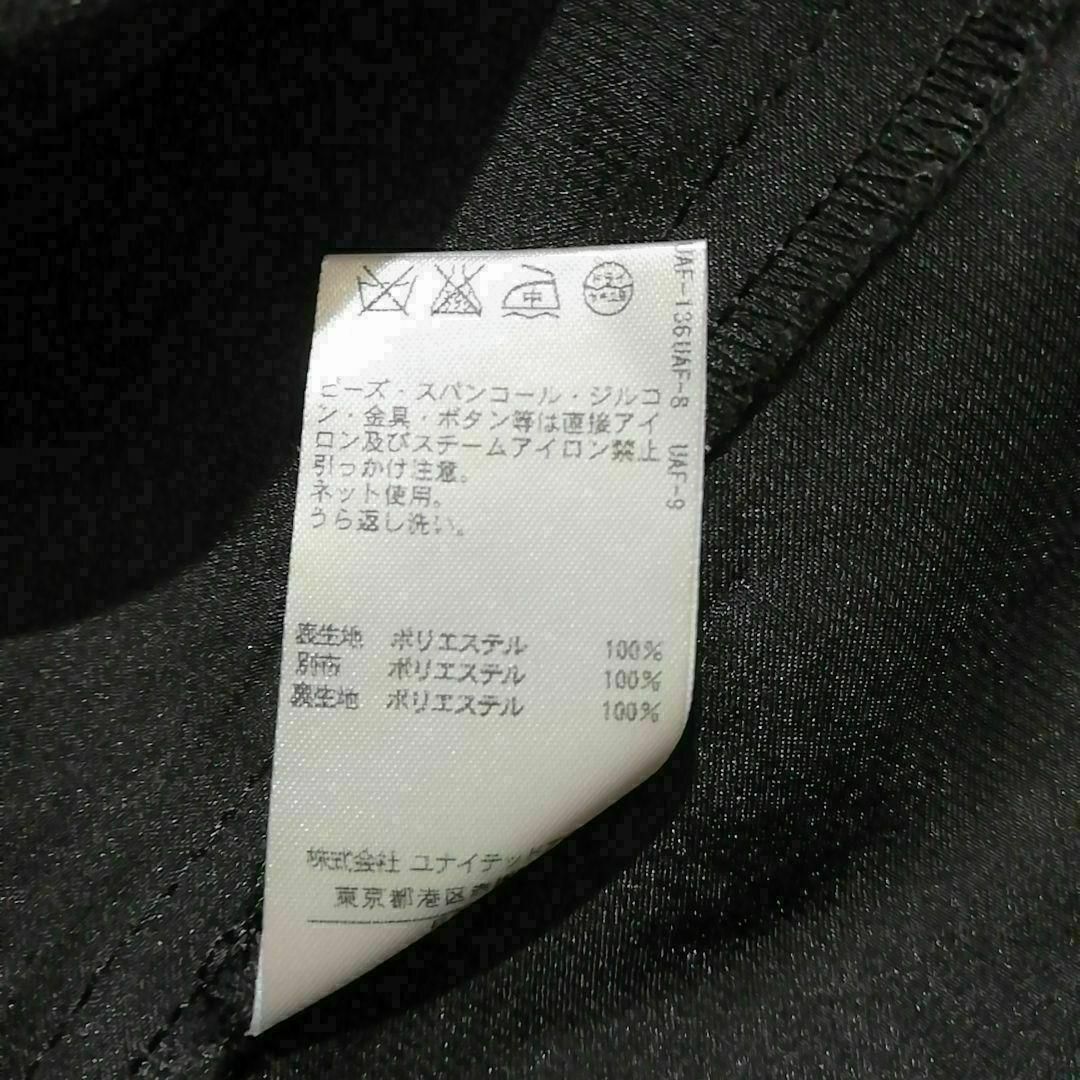 中
ドライ
ビーズ・スパンコール・ジルコ
ン・金具・ボタン等は直接アイ
ロン及びスチームアイロン禁止
引っかけ注意。
ネット使用。
うら返し洗い。
表生地 ポリエステル 100%
別布 ポリエステル 100%
裏生地 ポリエステル 100%
株式会社 ユナイテッド
東京都港区
UAF-136UAF-8 UAF-9